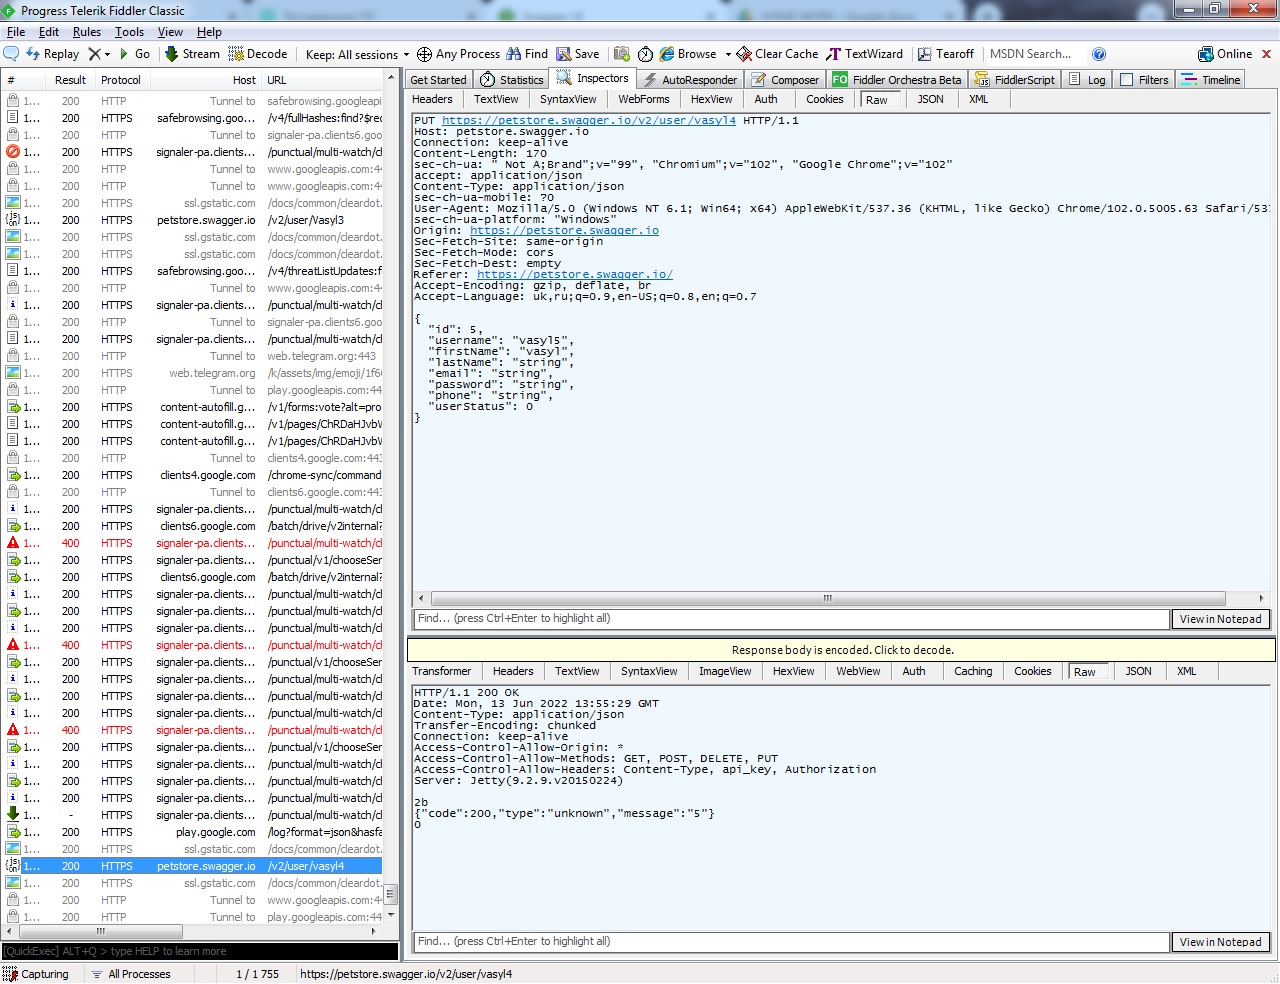 Progress Telerik Fiddler Classic
File Edit Rules Tools View Help
Replay Go Stream Decode Keep: All sessions Any Process Find Save Browse Clear Cache TextWizard Tearoff MSDN Search... Online
# Result Protocol Host URL
1... 200 HTTP Tunnel to safebrowsing.googleapi
1... 200 HTTPS safebrowsing.goo... /v4/fullHashes:find?$rec
1... 200 HTTP Tunnel to signaler-pa.clients6.goo
1... 200 HTTPS signaler-pa.clients... /punctual/multi-watch/cl
1... 200 HTTP Tunnel to www.googleapis.com:44
1... 200 HTTP Tunnel to www.googleapis.com:44
1... 200 HTTPS ssl.gstatic.com /docs/common/cleardot.
1... 200 HTTPS petstore.swagger.io /v2/user/Vasyl3
1... 200 HTTPS ssl.gstatic.com /docs/common/cleardot.
1... 200 HTTPS ssl.gstatic.com /docs/common/cleardot.
1... 200 HTTPS safebrowsing.goo... /v4/threatListUpdates:f
1... 200 HTTP Tunnel to www.googleapis.com:44
1... 200 HTTPS signaler-pa.clients... /punctual/multi-watch/cl
1... 200 HTTP Tunnel to signaler-pa.clients6.goo
1... 200 HTTPS signaler-pa.clients... /punctual/multi-watch/cl
1... 200 HTTP Tunnel to web.telegram.org:443
1... 200 HTTPS web.telegram.org /k/assets/img/emoji/1f60
1... 200 HTTP Tunnel to play.googleapis.com:44
1... 200 HTTPS content-autofill.g... /v1/forms:vote?alt=pro
1... 200 HTTPS content-autofill.g... /v1/pages/ChRDaHJvbW
1... 200 HTTPS content-autofill.g... /v1/pages/ChRDaHJvbW
1... 200 HTTP Tunnel to clients4.google.com:443
1... 200 HTTPS clients4.google.com /chrome-sync/command
1... 200 HTTP Tunnel to clients6.google.com:443
1... 200 HTTPS signaler-pa.clients... /punctual/multi-watch/cl
1... 200 HTTPS clients6.google.com /batch/drive/v2internal?
1... 400 HTTPS signaler-pa.clients... /punctual/multi-watch/cl
1... 200 HTTPS signaler-pa.clients... /punctual/v1/chooseSer
1... 200 HTTPS clients6.google.com /batch/drive/v2internal?
1... 200 HTTPS signaler-pa.clients... /punctual/multi-watch/cl
1... 200 HTTPS signaler-pa.clients... /punctual/multi-watch/cl
1... 200 HTTPS signaler-pa.clients... /punctual/multi-watch/cl
1... 400 HTTPS signaler-pa.clients... /punctual/multi-watch/cl
1... 200 HTTPS signaler-pa.clients... /punctual/v1/chooseSer
1... 200 HTTPS signaler-pa.clients... /punctual/multi-watch/cl
1... 200 HTTPS signaler-pa.clients... /punctual/multi-watch/cl
1... 200 HTTPS signaler-pa.clients... /punctual/multi-watch/cl
1... 400 HTTPS signaler-pa.clients... /punctual/multi-watch/cl
1... 200 HTTPS signaler-pa.clients... /punctual/v1/chooseSer
1... 200 HTTPS signaler-pa.clients... /punctual/multi-watch/cl
1... 200 HTTPS signaler-pa.clients... /punctual/multi-watch/cl
1... 200 HTTPS signaler-pa.clients... /punctual/multi-watch/cl
1... - HTTPS signaler-pa.clients... /punctual/multi-watch/cl
1... 200 HTTPS play.google.com /log?format=json&hasfa
1... 200 HTTPS ssl.gstatic.com /docs/common/cleardot.
1... 200 HTTPS petstore.swagger.io /v2/user/vasyl4
1... 200 HTTPS ssl.gstatic.com /docs/common/cleardot.
1... 200 HTTP Tunnel to www.googleapis.com:44
1... 200 HTTP Tunnel to play.googleapis.com:44
[QuickExec] ALT+Q > type HELP to learn more
Get Started Statistics Inspectors AutoResponder Composer FO Fiddler Orchestra Beta FiddlerScript Log Filters Timeline
Headers TextView SyntaxView WebForms HexView Auth Cookies Raw JSON XML
PUT https://petstore.swagger.io/v2/user/vasyl4 HTTP/1.1
Host: petstore.swagger.io
Connection: keep-alive
Content-Length: 170
sec-ch-ua: " Not A;Brand";v="99", "Chromium";v="102", "Google Chrome";v="102"
accept: application/json
Content-Type: application/json
sec-ch-ua-mobile: ?0
User-Agent: Mozilla/5.0 (Windows NT 6.1; Win64; x64) AppleWebKit/537.36 (KHTML, like Gecko) Chrome/102.0.5005.63 Safari/537
sec-ch-ua-platform: "Windows"
Origin: https://petstore.swagger.io
Sec-Fetch-Site: same-origin
Sec-Fetch-Mode: cors
Sec-Fetch-Dest: empty
Referer: https://petstore.swagger.io/
Accept-Encoding: gzip, deflate, br
Accept-Language: uk,ru;q=0.9,en-US;q=0.8,en;q=0.7
{
"id": 5,
"username": "vasyl5",
"firstName": "vasyl",
"lastName": "string",
"email": "string",
"password": "string",
"phone": "string",
"userStatus": 0
}
Find... (press Ctrl+Enter to highlight all) View in Notepad
Response body is encoded. Click to decode.
Transformer Headers TextView SyntaxView ImageView HexView WebView Auth Caching Cookies Raw JSON XML
HTTP/1.1 200 OK
Date: Mon, 13 Jun 2022 13:55:29 GMT
Content-Type: application/json
Transfer-Encoding: chunked
Connection: keep-alive
Access-Control-Allow-Origin: *
Access-Control-Allow-Methods: GET, POST, DELETE, PUT
Access-Control-Allow-Headers: Content-Type, api_key, Authorization
Server: Jetty(9.2.9.v20150224)
2b
{"code":200,"type":"unknown","message":"5"}
0
Find... (press Ctrl+Enter to highlight all) View in Notepad
Capturing All Processes 1 / 1 755 https://petstore.swagger.io/v2/user/vasyl4